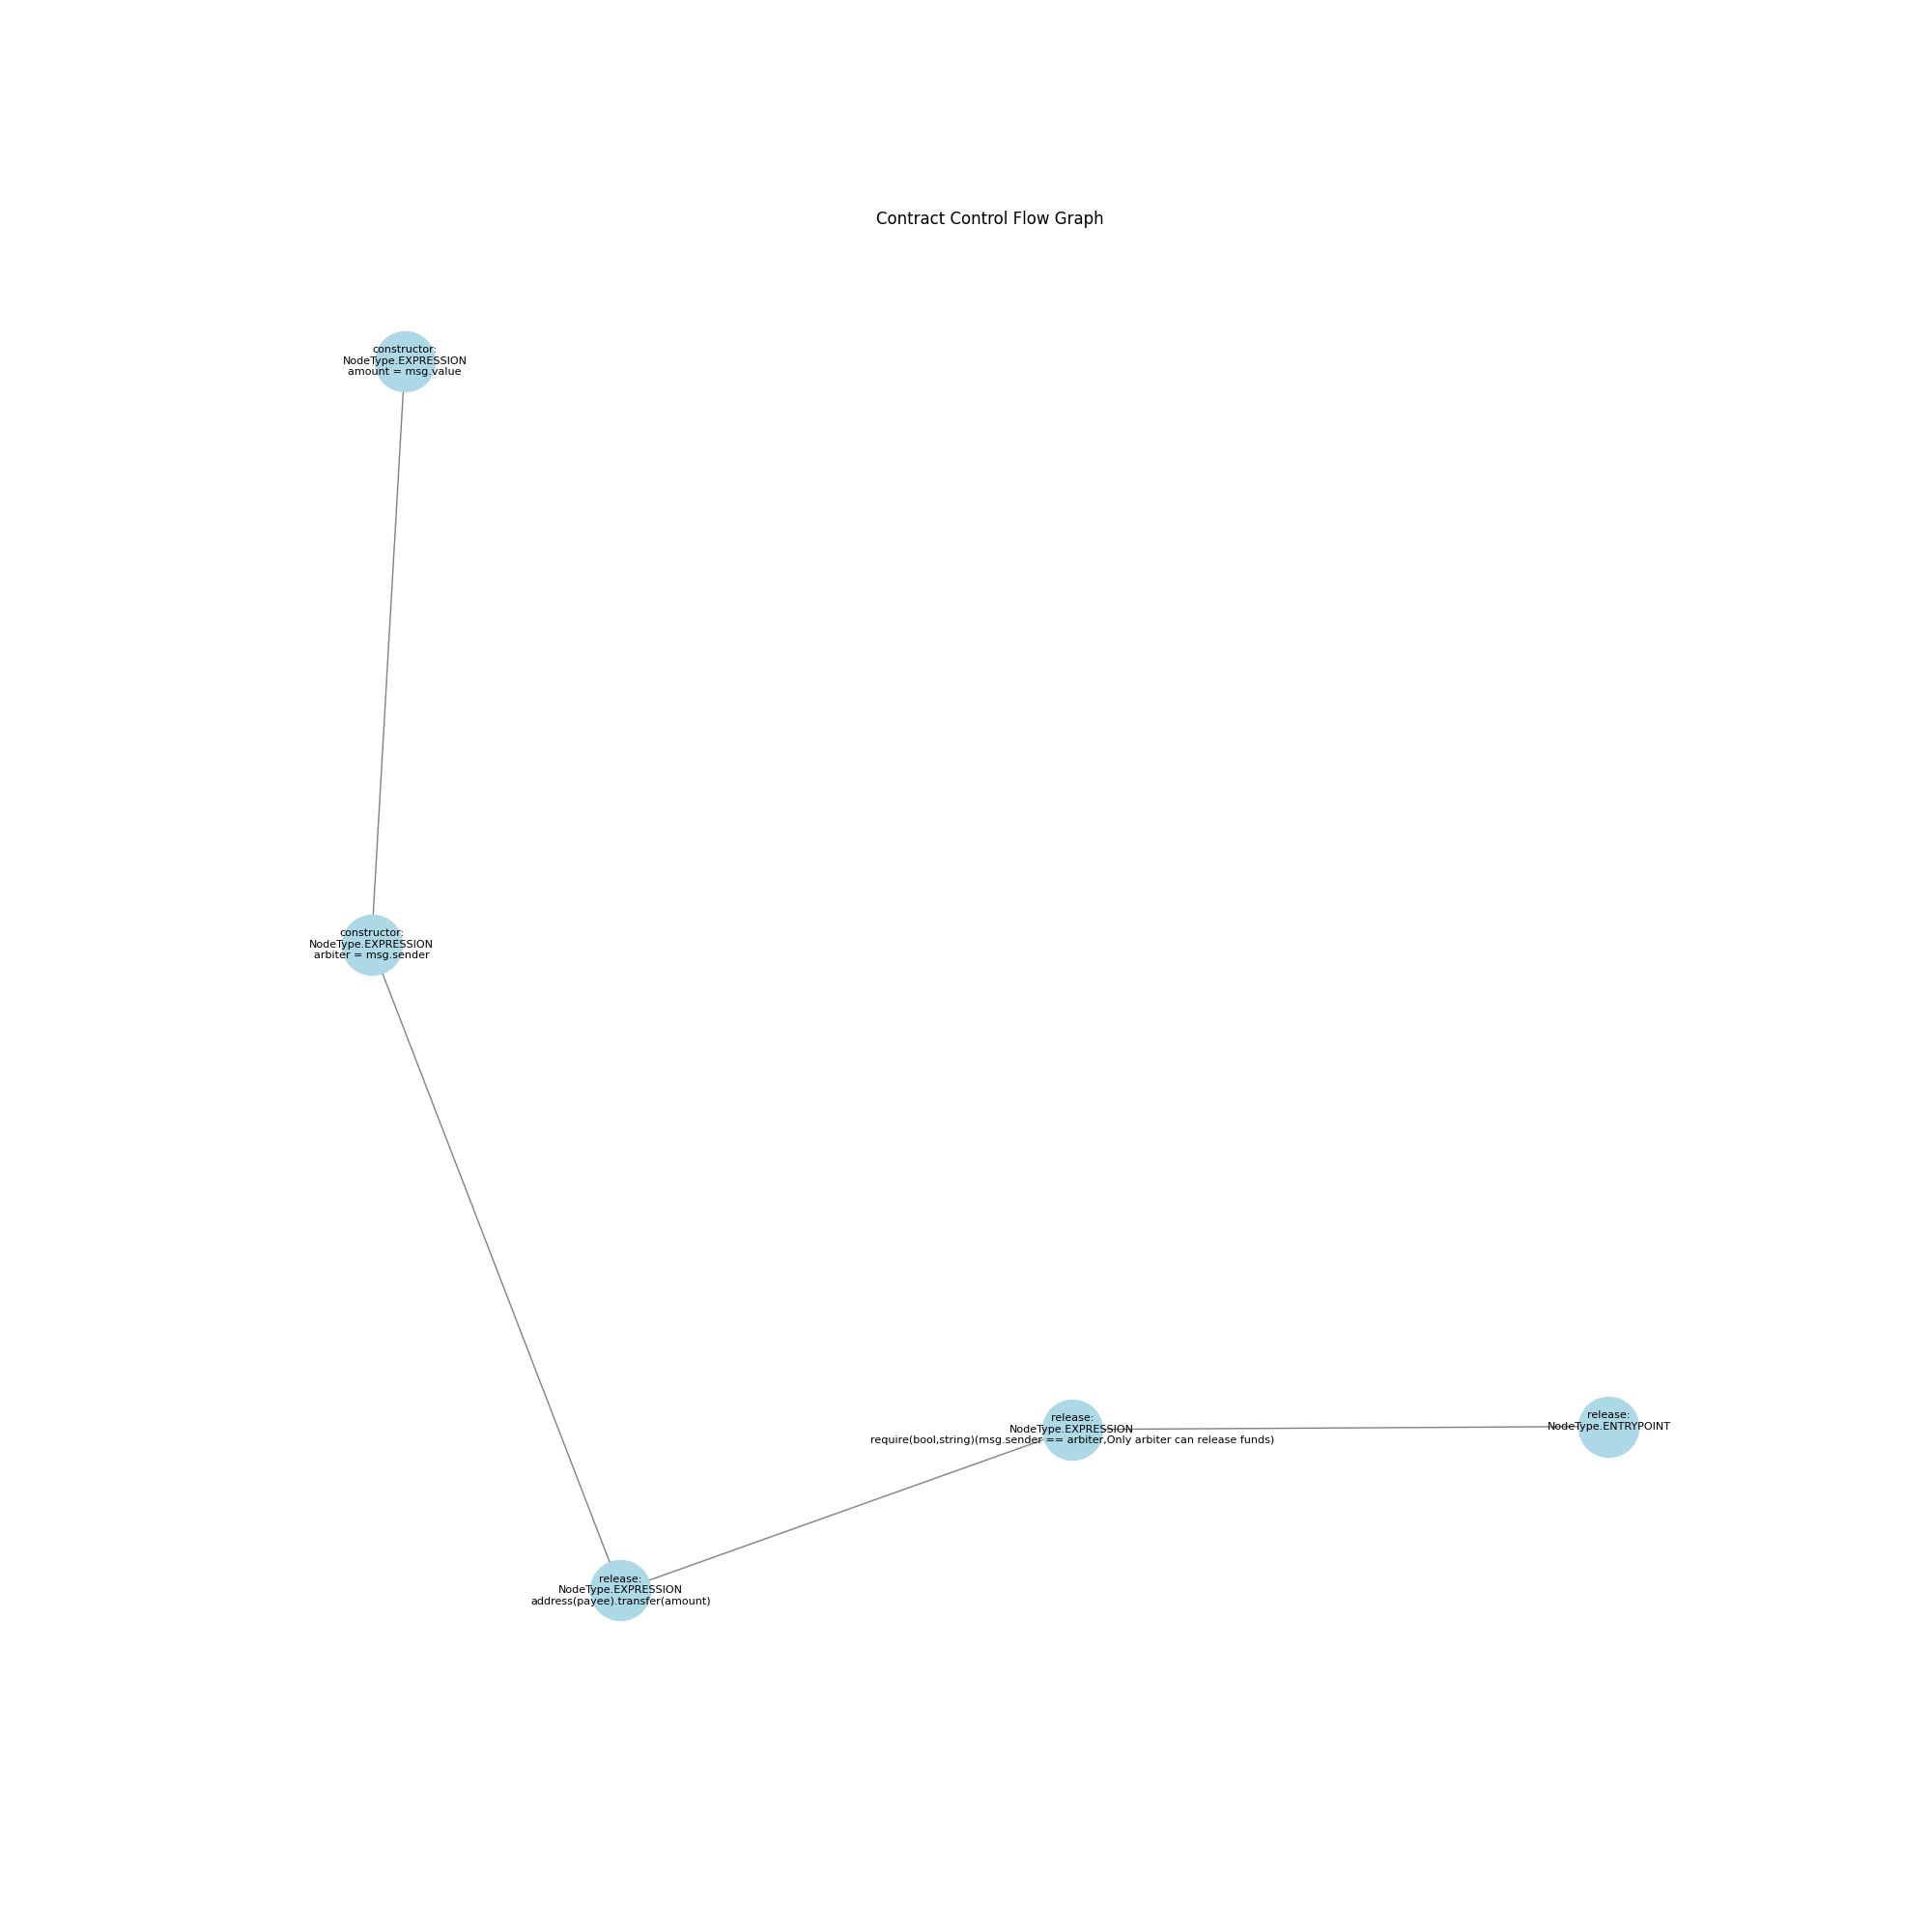 Contract Control Flow Graph
constructor:
NodeType.EXPRESSION
amount = msg.value
constructor:
NodeType.EXPRESSION
arbiter = msg.sender
release:
NodeType.EXPRESSION
require(bool,string)(msg.sender == arbiter,Only arbiter can release funds)
release:
NodeType.ENTRYPOINT
release:
NodeType.EXPRESSION
address(payee).transfer(amount)